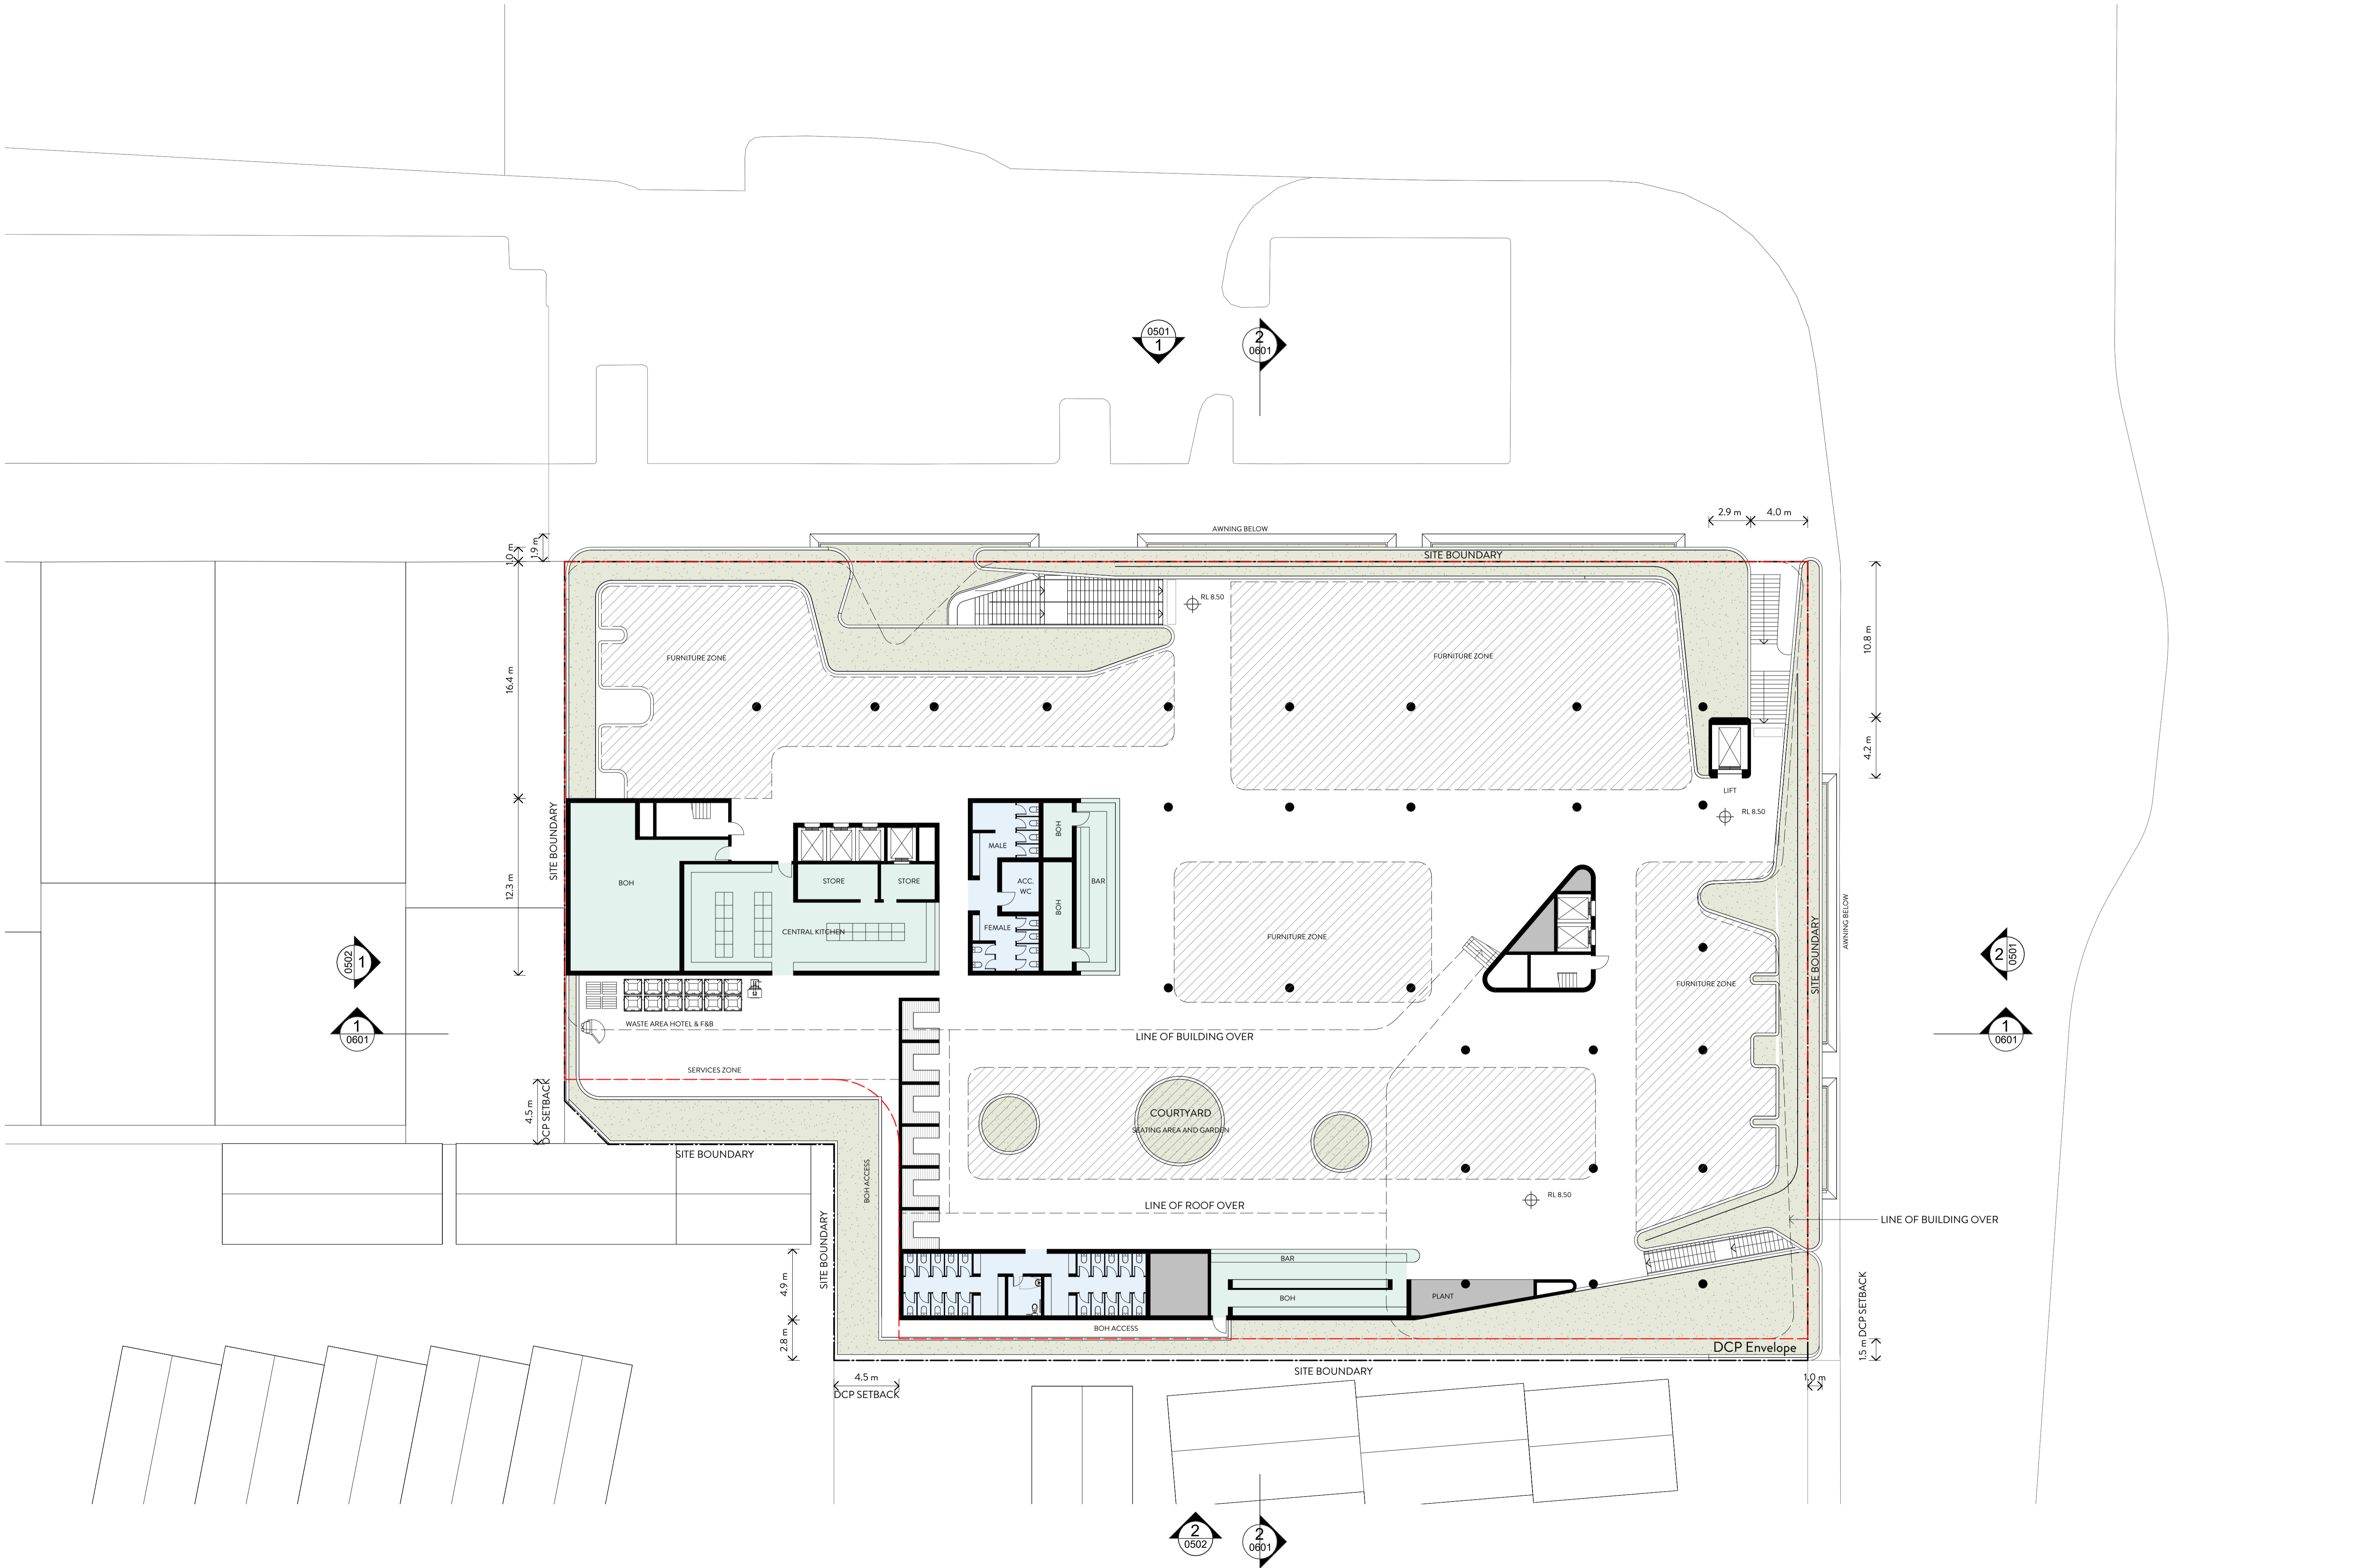 0501
1
2
0601
2.9 m
4.0 m
AWNING BELOW
1.0 m
1.9 m
SITE BOUNDARY
RL 8.50
10.8 m
FURNITURE ZONE
FURNITURE ZONE
16.4 m
4.2 m
LIFT
RL 8.50
SITE BOUNDARY
12.3 m
BOH
STORE
STORE
CENTRAL KITCHEN
MALE
ACC.
WC
FEMALE
BOH
BOH
BAR
FURNITURE ZONE
FURNITURE ZONE
SITE BOUNDARY
AWNING BELOW
0502
1
2
0501
1
0601
1
0601
WASTE AREA HOTEL & F&B
LINE OF BUILDING OVER
SERVICES ZONE
4.5 m
DCP SETBACK
COURTYARD
SEATING AREA AND GARDEN
SITE BOUNDARY
BOH ACCESS
SITE BOUNDARY
LINE OF ROOF OVER
RL 8.50
LINE OF BUILDING OVER
BAR
BOH
PLANT
4.9 m
2.8 m
BOH ACCESS
1.5 m DCP SETBACK
DCP Envelope
SITE BOUNDARY
4.5 m
DCP SETBACK
1.0 m
2
0502
2
0601